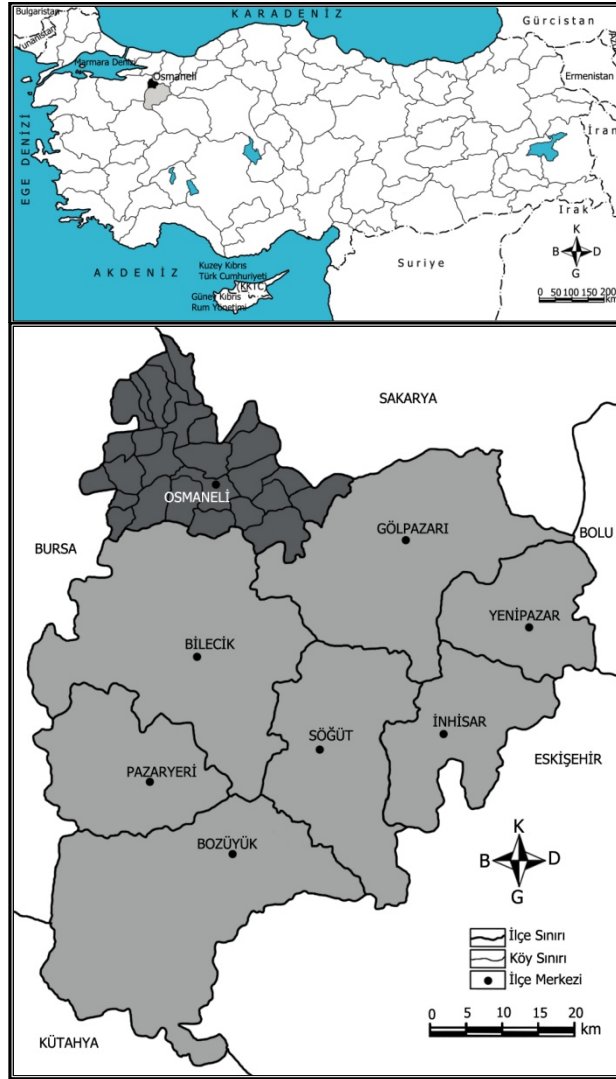 KARADENİZ
Bulgaristan
Yunanistan
Gürcistan
Marmara Denizi
Osmaneli
Ermenistan
İran
EGE DENİZİ
Irak
Suriye
AKDENİZ
Kuzey Kıbrıs
Türk Cumhuriyeti
KKTC
Güney Kıbrıs
Rum Yönetimi
K
B D
G
0 50 100 150 200
km
SAKARYA
OSMANELİ
GÖLPAZARI
BOLU
BURSA
YENİPAZAR
BİLECİK
İNHİSAR
SÖĞÜT
ESKİŞEHİR
PAZARYERİ
BOZÜYÜK
K
B D
G
İlçe Sınırı
Köy Sınırı
İlçe Merkezi
0 5 10 15 20
km
KÜTAHYA